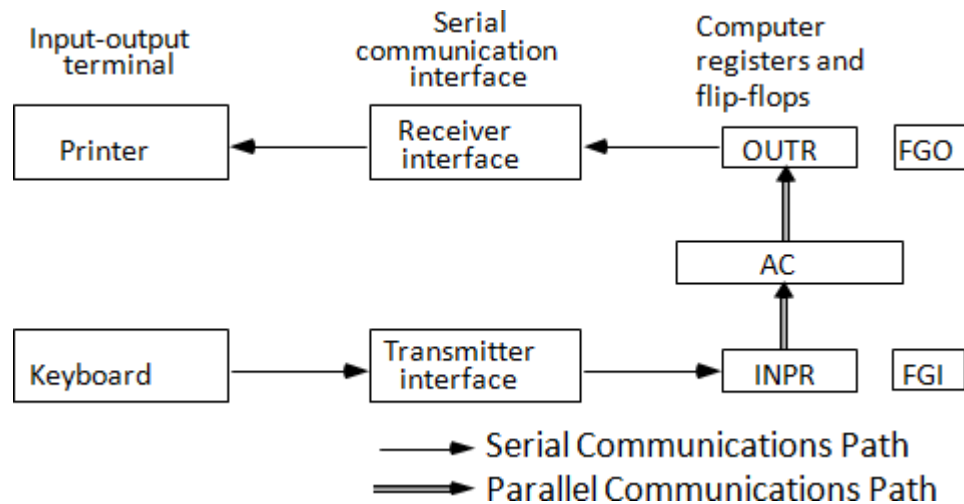 Input-output
terminal
Serial
communication
interface
Computer
registers and
flip-flops
Printer
Receiver
interface
OUTR
FGO
AC
Keyboard
Transmitter
interface
INPR
FGI
Serial Communications Path
Parallel Communications Path